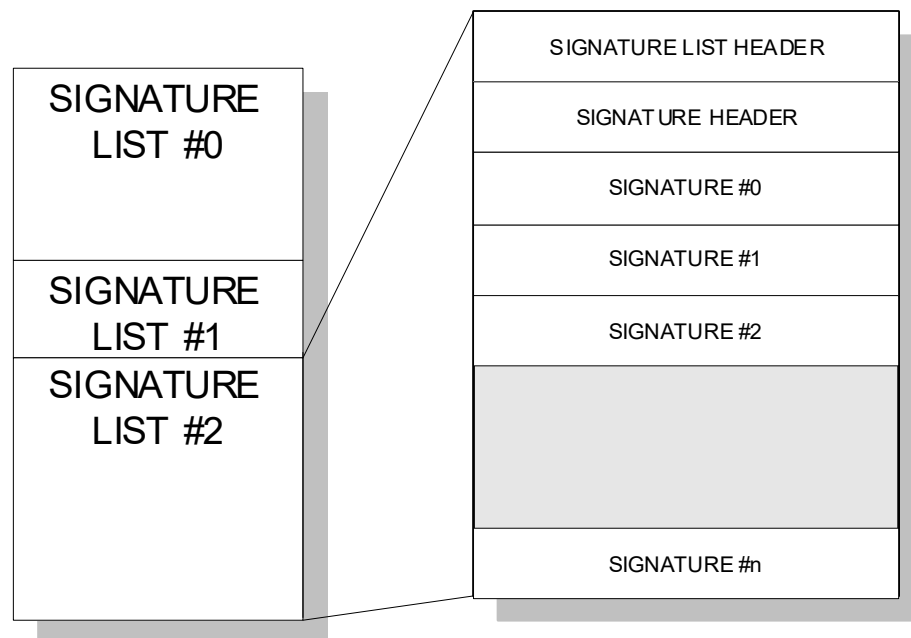 SIGNATURE
LIST #0
SIGNATURE
LIST #1
SIGNATURE
LIST #2
SIGNATURE LIST HEADER
SIGNATURE HEADER
SIGNATURE #0
SIGNATURE #1
SIGNATURE #2
SIGNATURE #n